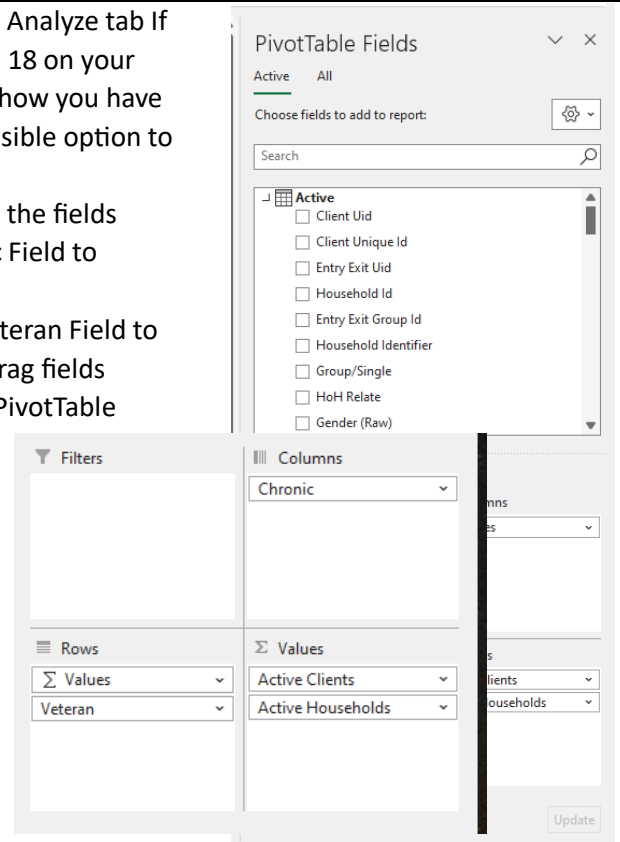 Analyze tab If
18 on your
how you have
sible option to
the fields
Field to
teran Field to
rag fields
PivotTable
PivotTable Fields
Active All
Choose fields to add to report:
Search
Active
Client Uid
Client Unique Id
Entry Exit Uid
Household Id
Entry Exit Group Id
Household Identifier
Group/Single
HoH Relate
Gender (Raw)
Filters
Columns
Chronic
Rows
Σ Values
Veteran
Σ Values
Active Clients
Active Households
mns
es
s
lients
ouseholds
Update